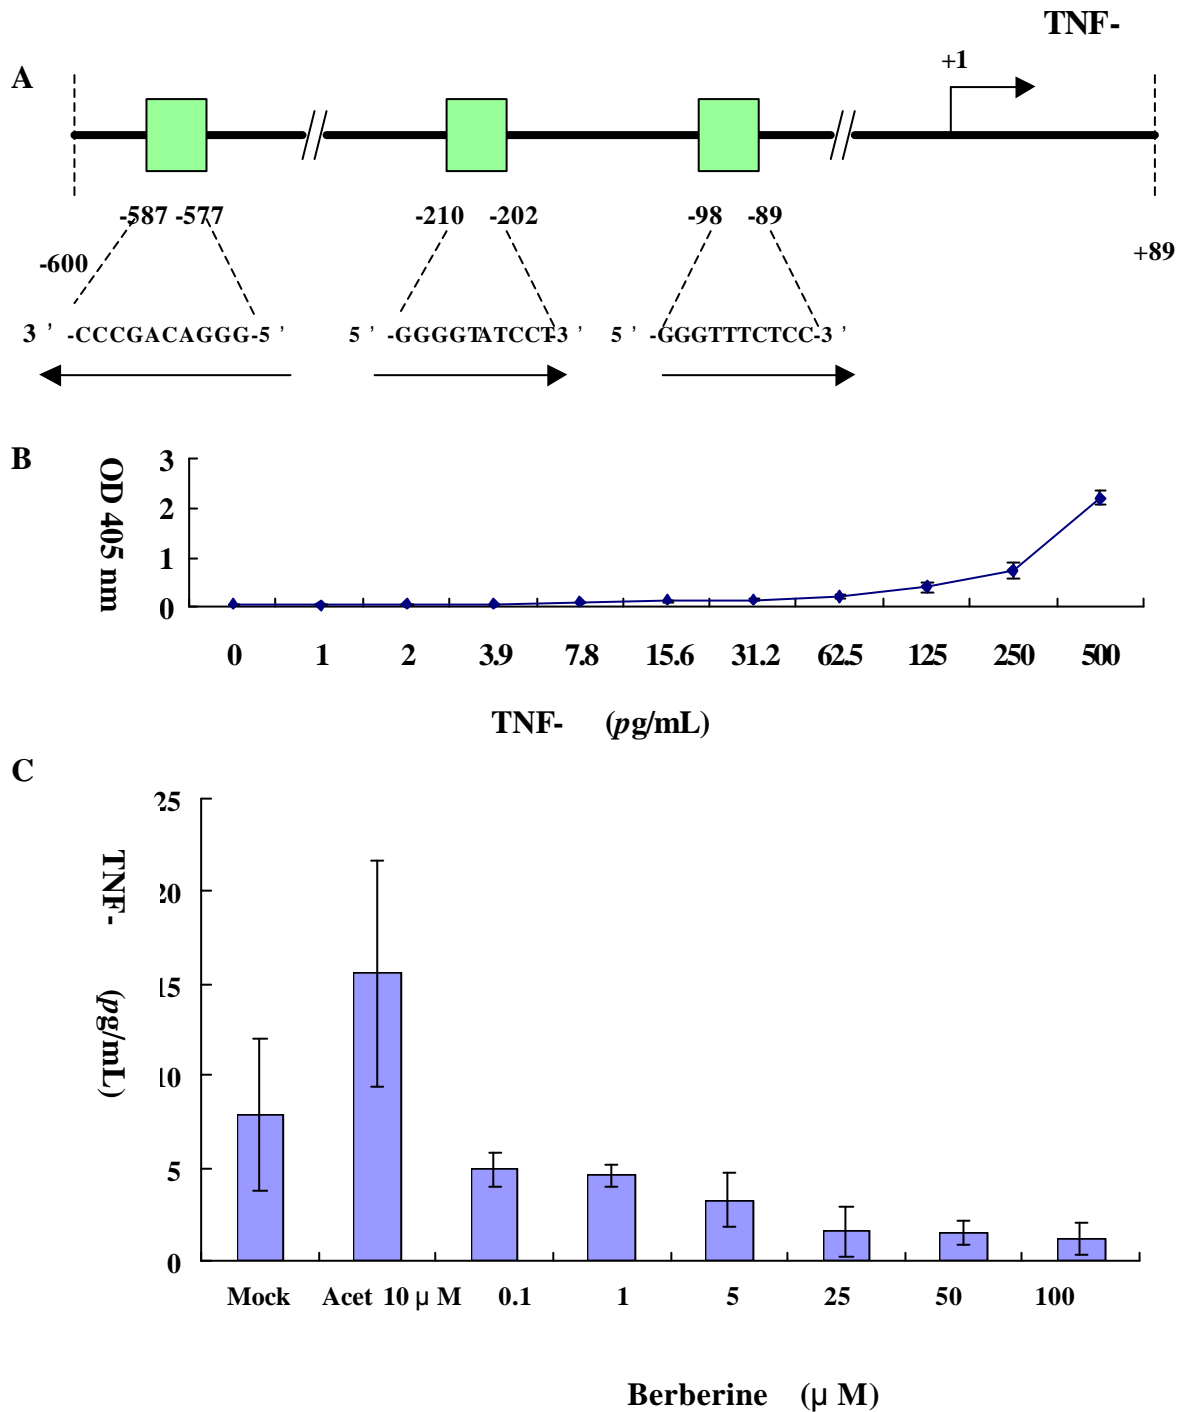 TNF-
A
+1
-587 -577 -210 -202 -98 -89
-600 +89
3 ' -CCCGACAGGG-5 ' 5 ' -GGGGTATCCT-3 ' 5 ' -GGGTTTCTCC-3 '
B
OD 405 nm
3
2
1
0
0 1 2 3.9 7.8 15.6 31.2 62.5 125 250 500
TNF- (pg/mL)
C
TNF- (pg/mL)
25
20
15
10
5
0
Mock Acet 10 μ M 0.1 1 5 25 50 100
Berberine (μ M)